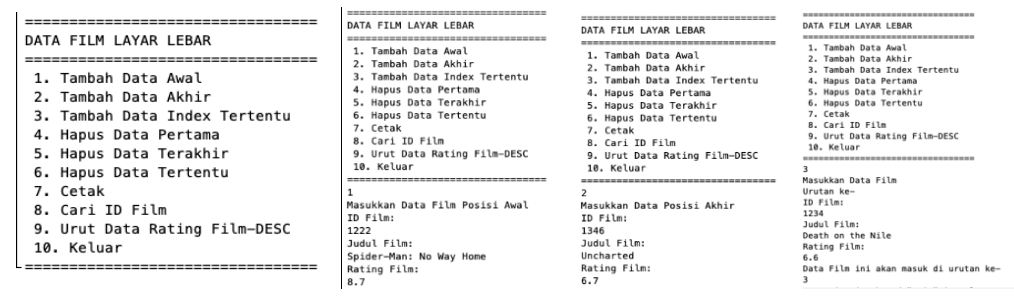 ==================================
DATA FILM LAYAR LEBAR
==================================
1. Tambah Data Awal
2. Tambah Data Akhir
3. Tambah Data Index Tertentu
4. Hapus Data Pertama
5. Hapus Data Terakhir
6. Hapus Data Tertentu
7. Cetak
8. Cari ID Film
9. Urut Data Rating Film-DESC
10. Keluar
==================================
==================================
DATA FILM LAYAR LEBAR
==================================
1. Tambah Data Awal
2. Tambah Data Akhir
3. Tambah Data Index Tertentu
4. Hapus Data Pertama
5. Hapus Data Terakhir
6. Hapus Data Tertentu
7. Cetak
8. Cari ID Film
9. Urut Data Rating Film-DESC
10. Keluar
==================================
1
Masukkan Data Film Posisi Awal
ID Film:
1222
Judul Film:
Spider-Man: No Way Home
Rating Film:
8.7
==================================
DATA FILM LAYAR LEBAR
==================================
1. Tambah Data Awal
2. Tambah Data Akhir
3. Tambah Data Index Tertentu
4. Hapus Data Pertama
5. Hapus Data Terakhir
6. Hapus Data Tertentu
7. Cetak
8. Cari ID Film
9. Urut Data Rating Film-DESC
10. Keluar
==================================
2
Masukkan Data Posisi Akhir
ID Film:
1346
Judul Film:
Uncharted
Rating Film:
6.7
==================================
DATA FILM LAYAR LEBAR
==================================
1. Tambah Data Awal
2. Tambah Data Akhir
3. Tambah Data Index Tertentu
4. Hapus Data Pertama
5. Hapus Data Terakhir
6. Hapus Data Tertentu
7. Cetak
8. Cari ID Film
9. Urut Data Rating Film-DESC
10. Keluar
==================================
3
Masukkan Data Film
Urutan ke-
ID Film:
1234
Judul Film:
Death on the Nile
Rating Film:
6.6
Data Film ini akan masuk di urutan ke-
3